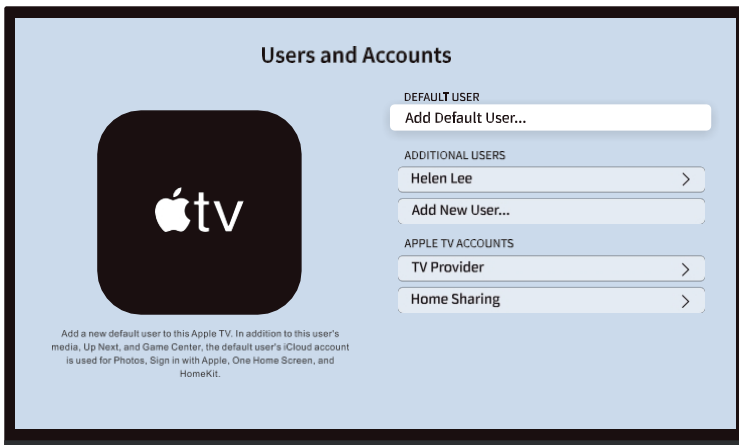 Users and Accounts
DEFAULT USER
Add Default User...
ADDITIONAL USERS
Helen Lee
Add New User...
APPLE TV ACCOUNTS
TV Provider
Home Sharing
tv
Add a new default user to this Apple TV. In addition to this user's
media, Up Next, and Game Center, the default user's iCloud account
is used for Photos, Sign in with Apple, One Home Screen, and
HomeKit.